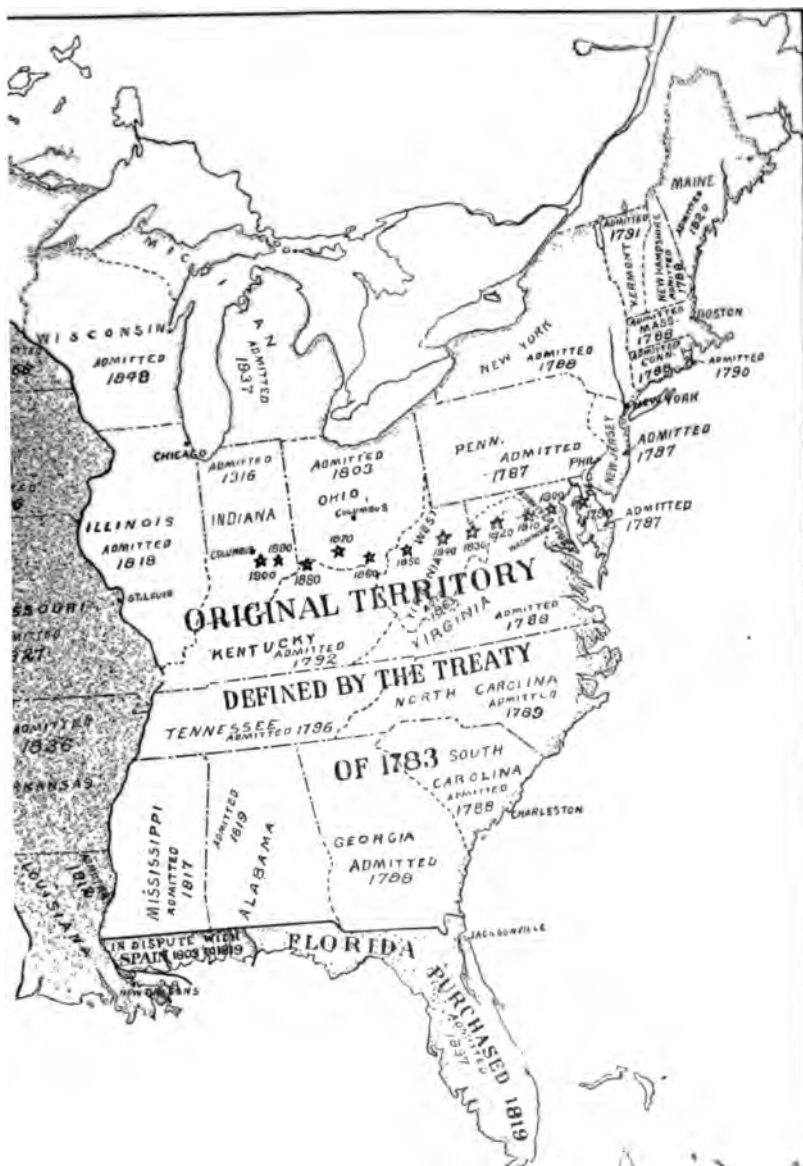 MAINE
ADMITTED
1820
ADMITTED
1791
VERMONT
NEW HAMPSHIRE
ADMITTED
1788
ADMITTED
MASS.
1788
BOSTON
ADMITTED
CONN.
1788
ADMITTED
1790
MICHIGAN
ADMITTED
1837
WISCONSIN
ADMITTED
1848
NEW YORK
ADMITTED
1788
NEW YORK
CHICAGO
PENN.
ADMITTED
1787
PHIL
NEW JERSEY
ADMITTED
1787
ADMITTED
1787
ADMITTED
1316
INDIANA
ADMITTED
1803
OHIO,
COLUMBUS
ILLINOIS
ADMITTED
1818
COLUMBUS
1900
1890
1880
1870
1860
1850
1840
1830
1820
1810
1800
1790
WASHINGTON
WEST
VIRGINIA
ADMITTED
1863
ST. LOUIS
SSOURI
ORIGINAL TERRITORY
VIRGINIA
ADMITTED
1788
KENTUCKY
ADMITTED
1792
DEFINED BY THE TREATY
TENNESSEE
ADMITTED 1796
NORTH CAROLINA
ADMITTED
1789
ADMITTED
1836
RKANSAS
OF 1783
SOUTH
CAROLINA
ADMITTED
1788
CHARLESTON
MISSISSIPPI
ADMITTED
1817
ADMITTED
1819
ALABAMA
GEORGIA
ADMITTED
1788
LOUISIANA
ADMITTED
1812
IN DISPUTE WITH
SPAIN 1803 TO 1819
NEW ORLEANS
FLORIDA
JACKSONVILLE
PURCHASED 1819
ADMITTED